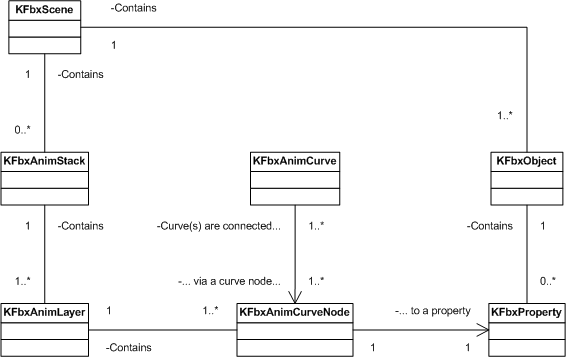 KFbxScene
-Contains
1
1
-Contains
0..*
1..*
KFbxAnimStack
KFbxAnimCurve
KFbxObject
1
-Contains
-Curve(s) are connected...
1..*
-Contains
1
1..*
-... via a curve node...
1..*
0..*
KFbxAnimLayer
1
1..*
KFbxAnimCurveNode
-... to a property
KFbxProperty
-Contains
1
1